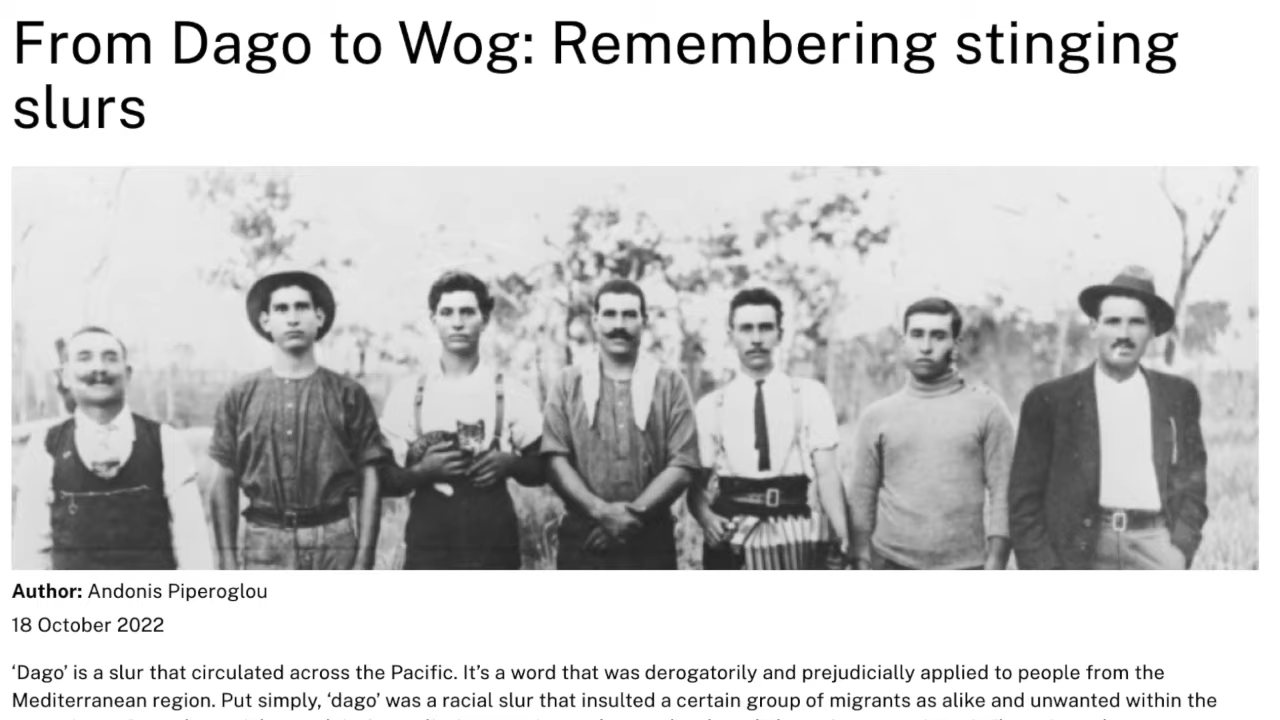 From Dago to Wog: Remembering stinging
slurs
Author: Andonis Piperoglou
18 October 2022
‘Dago’ is a slur that circulated across the Pacific. It’s a word that was derogatorily and prejudicially applied to people from the
Mediterranean region. Put simply, ‘dago’ was a racial slur that insulted a certain group of migrants as alike and unwanted within the